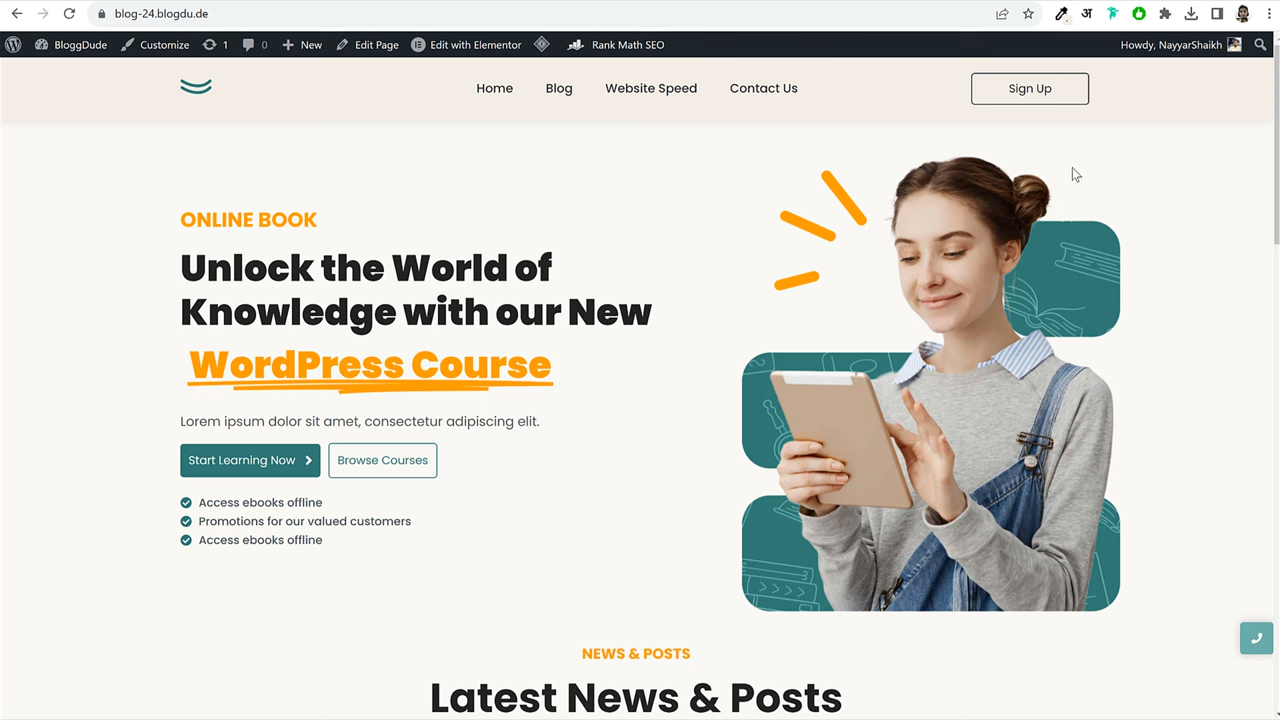 blog-24.blogdu.de
अ
BloggDude
Customize
1
0
New
Edit Page
Edit with Elementor
Rank Math SEO
Howdy, NayyarShaikh
Home
Blog
Website Speed
Contact Us
Sign Up
ONLINE BOOK
Unlock the World of
Knowledge with our New
WordPress Course
Lorem ipsum dolor sit amet, consectetur adipiscing elit.
Start Learning Now
Browse Courses
Access ebooks offline
Promotions for our valued customers
Access ebooks offline
NEWS & POSTS
Latest News & Posts